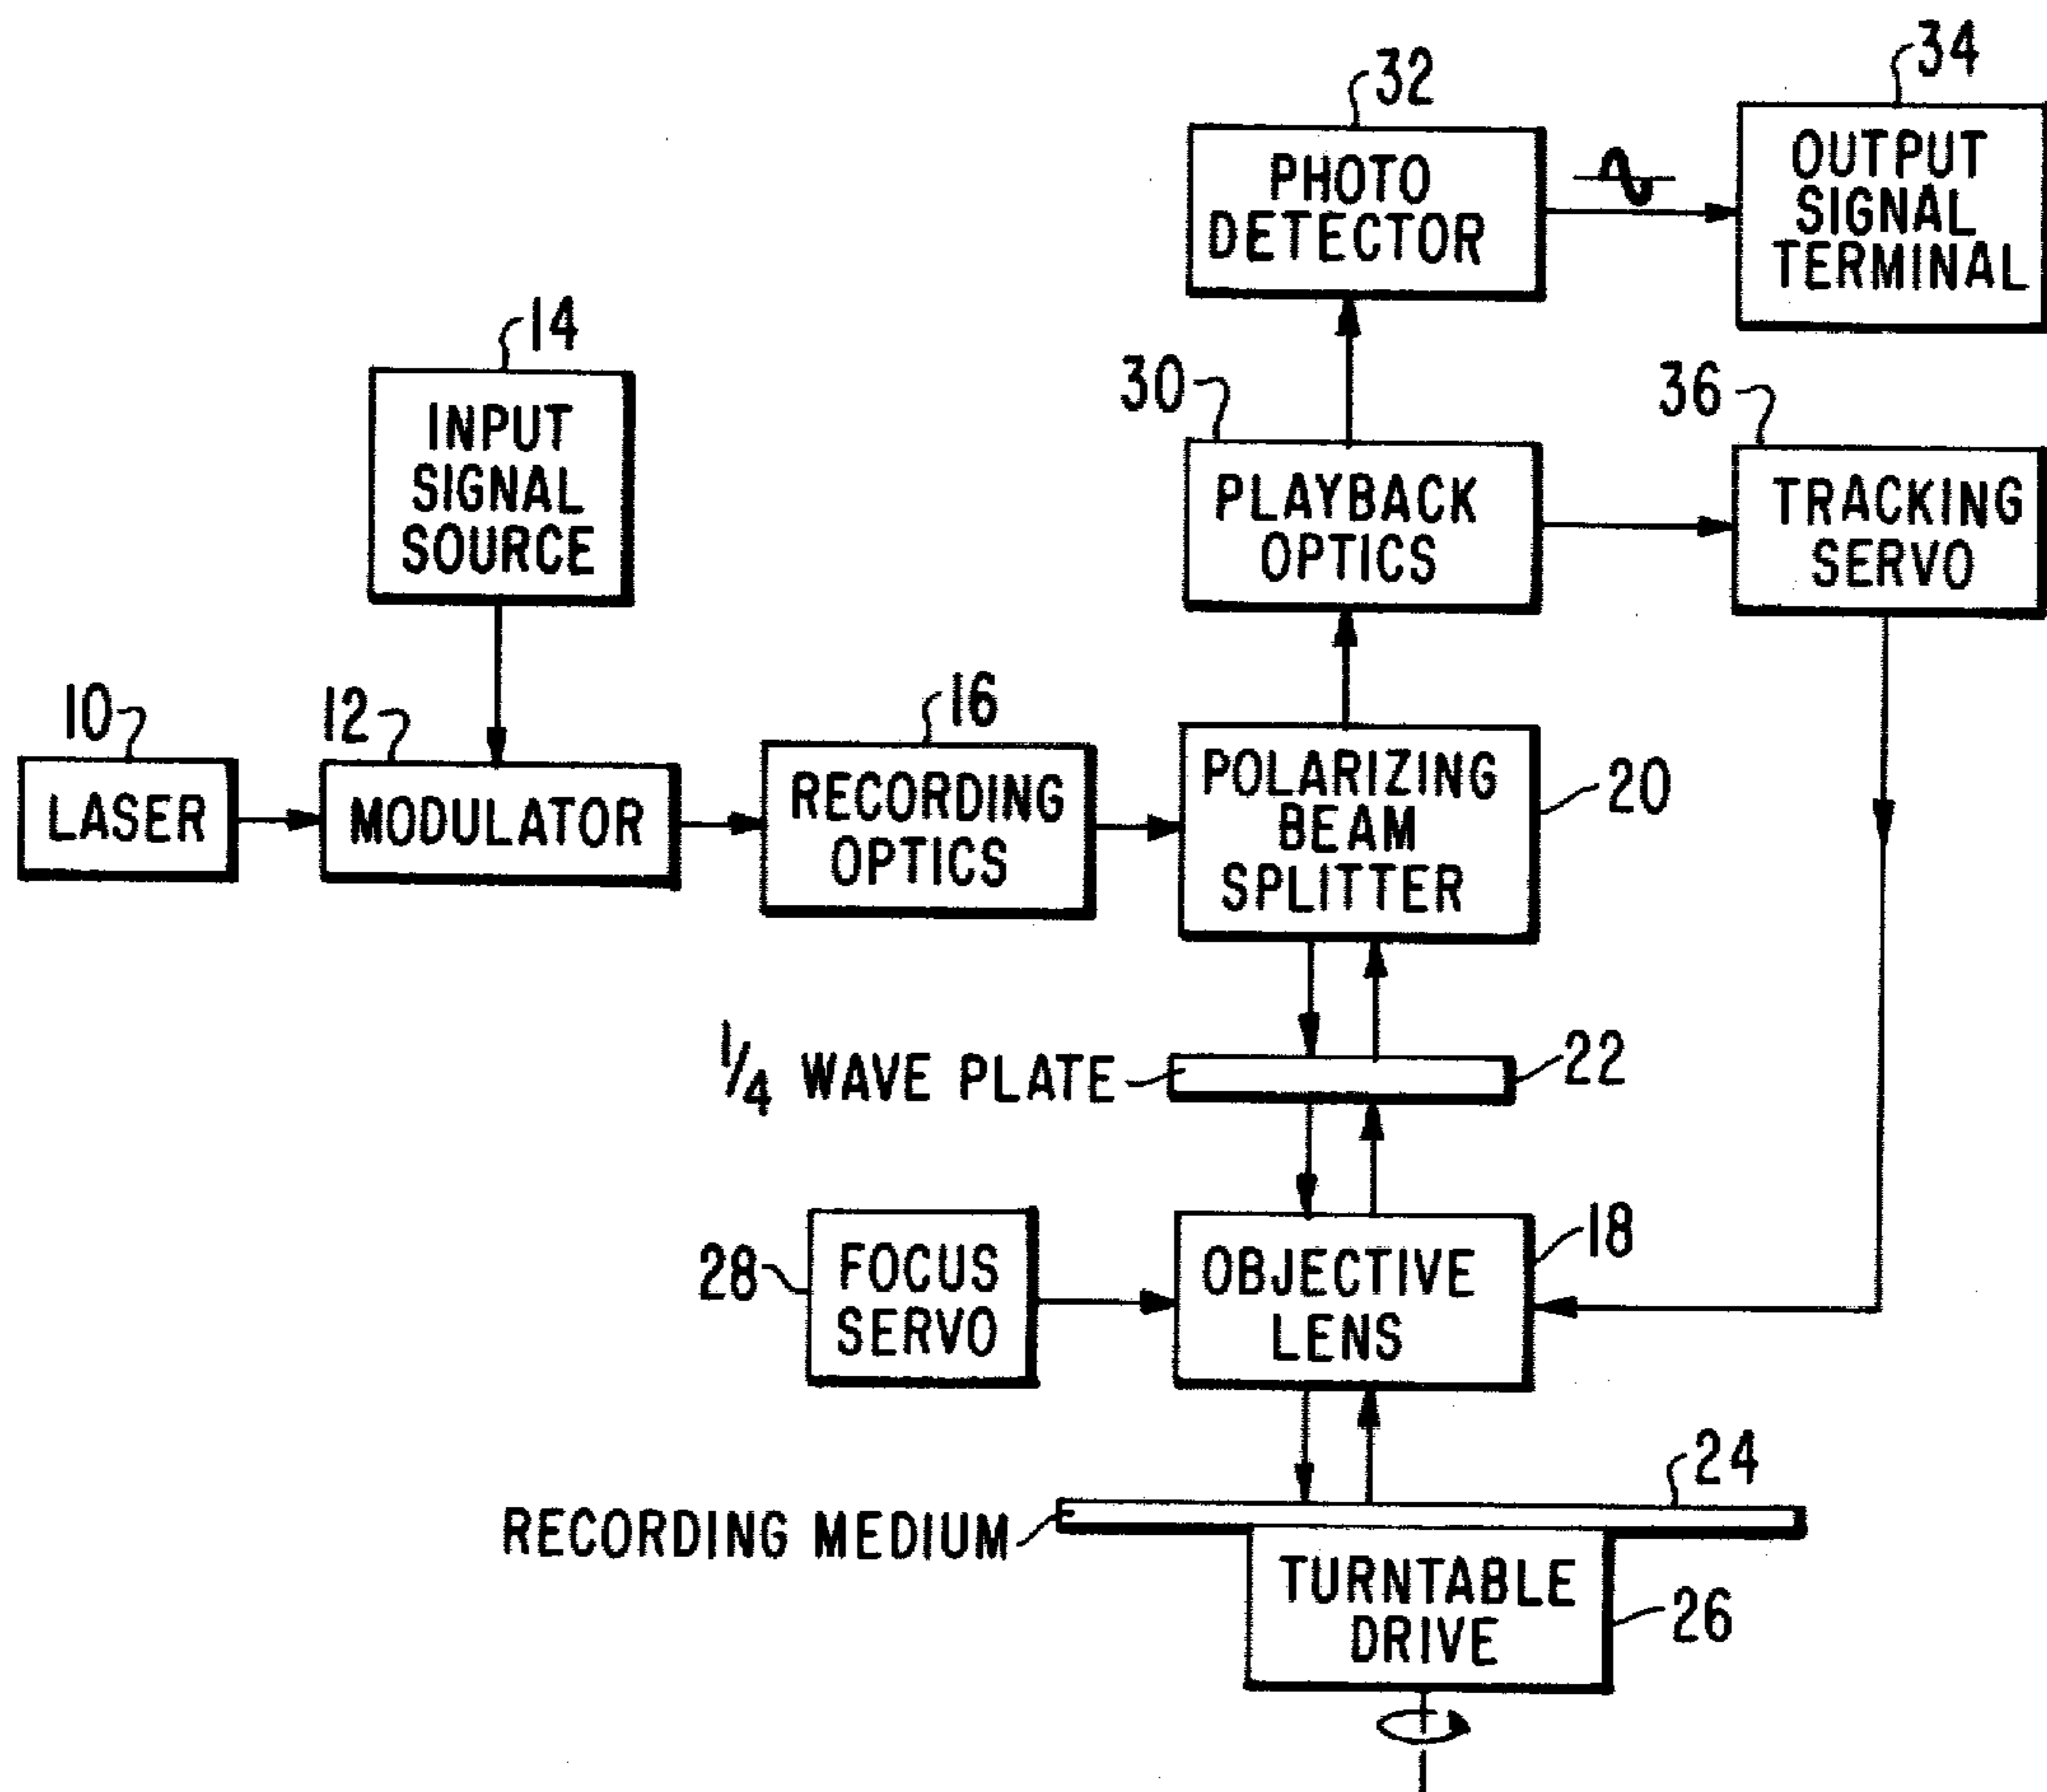 34
32
OUTPUT
SIGNAL
TERMINAL
PHOTO
DETECTOR
14
30
36
INPUT
SIGNAL
SOURCE
PLAYBACK
OPTICS
TRACKING
SERVO
10
12
16
LASER
MODULATOR
RECORDING
OPTICS
POLARIZING
BEAM
SPLITTER
20
1/4 WAVE PLATE
22
28
FOCUS
SERVO
OBJECTIVE
LENS
18
24
RECORDING MEDIUM
TURNTABLE
DRIVE
26